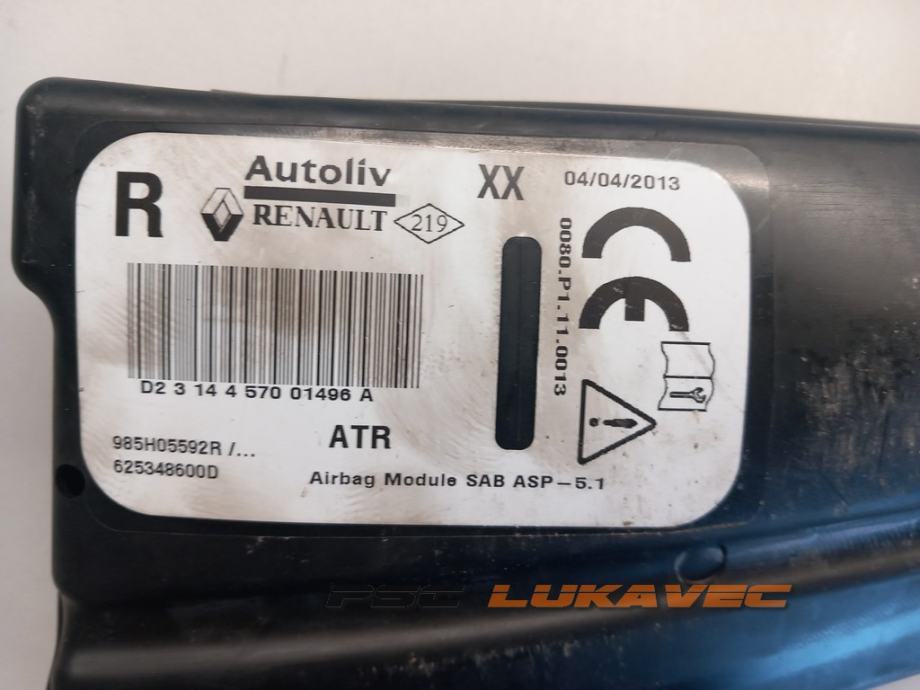 R
Autoliv
RENAULT
219
XX
04/04/2013
0080.P1.11.0013
D2 3 14 4 570 01496 A
985H05592R /...
625348600D
ATR
Airbag Module SAB ASP-5.1
PSC LUKAVEC